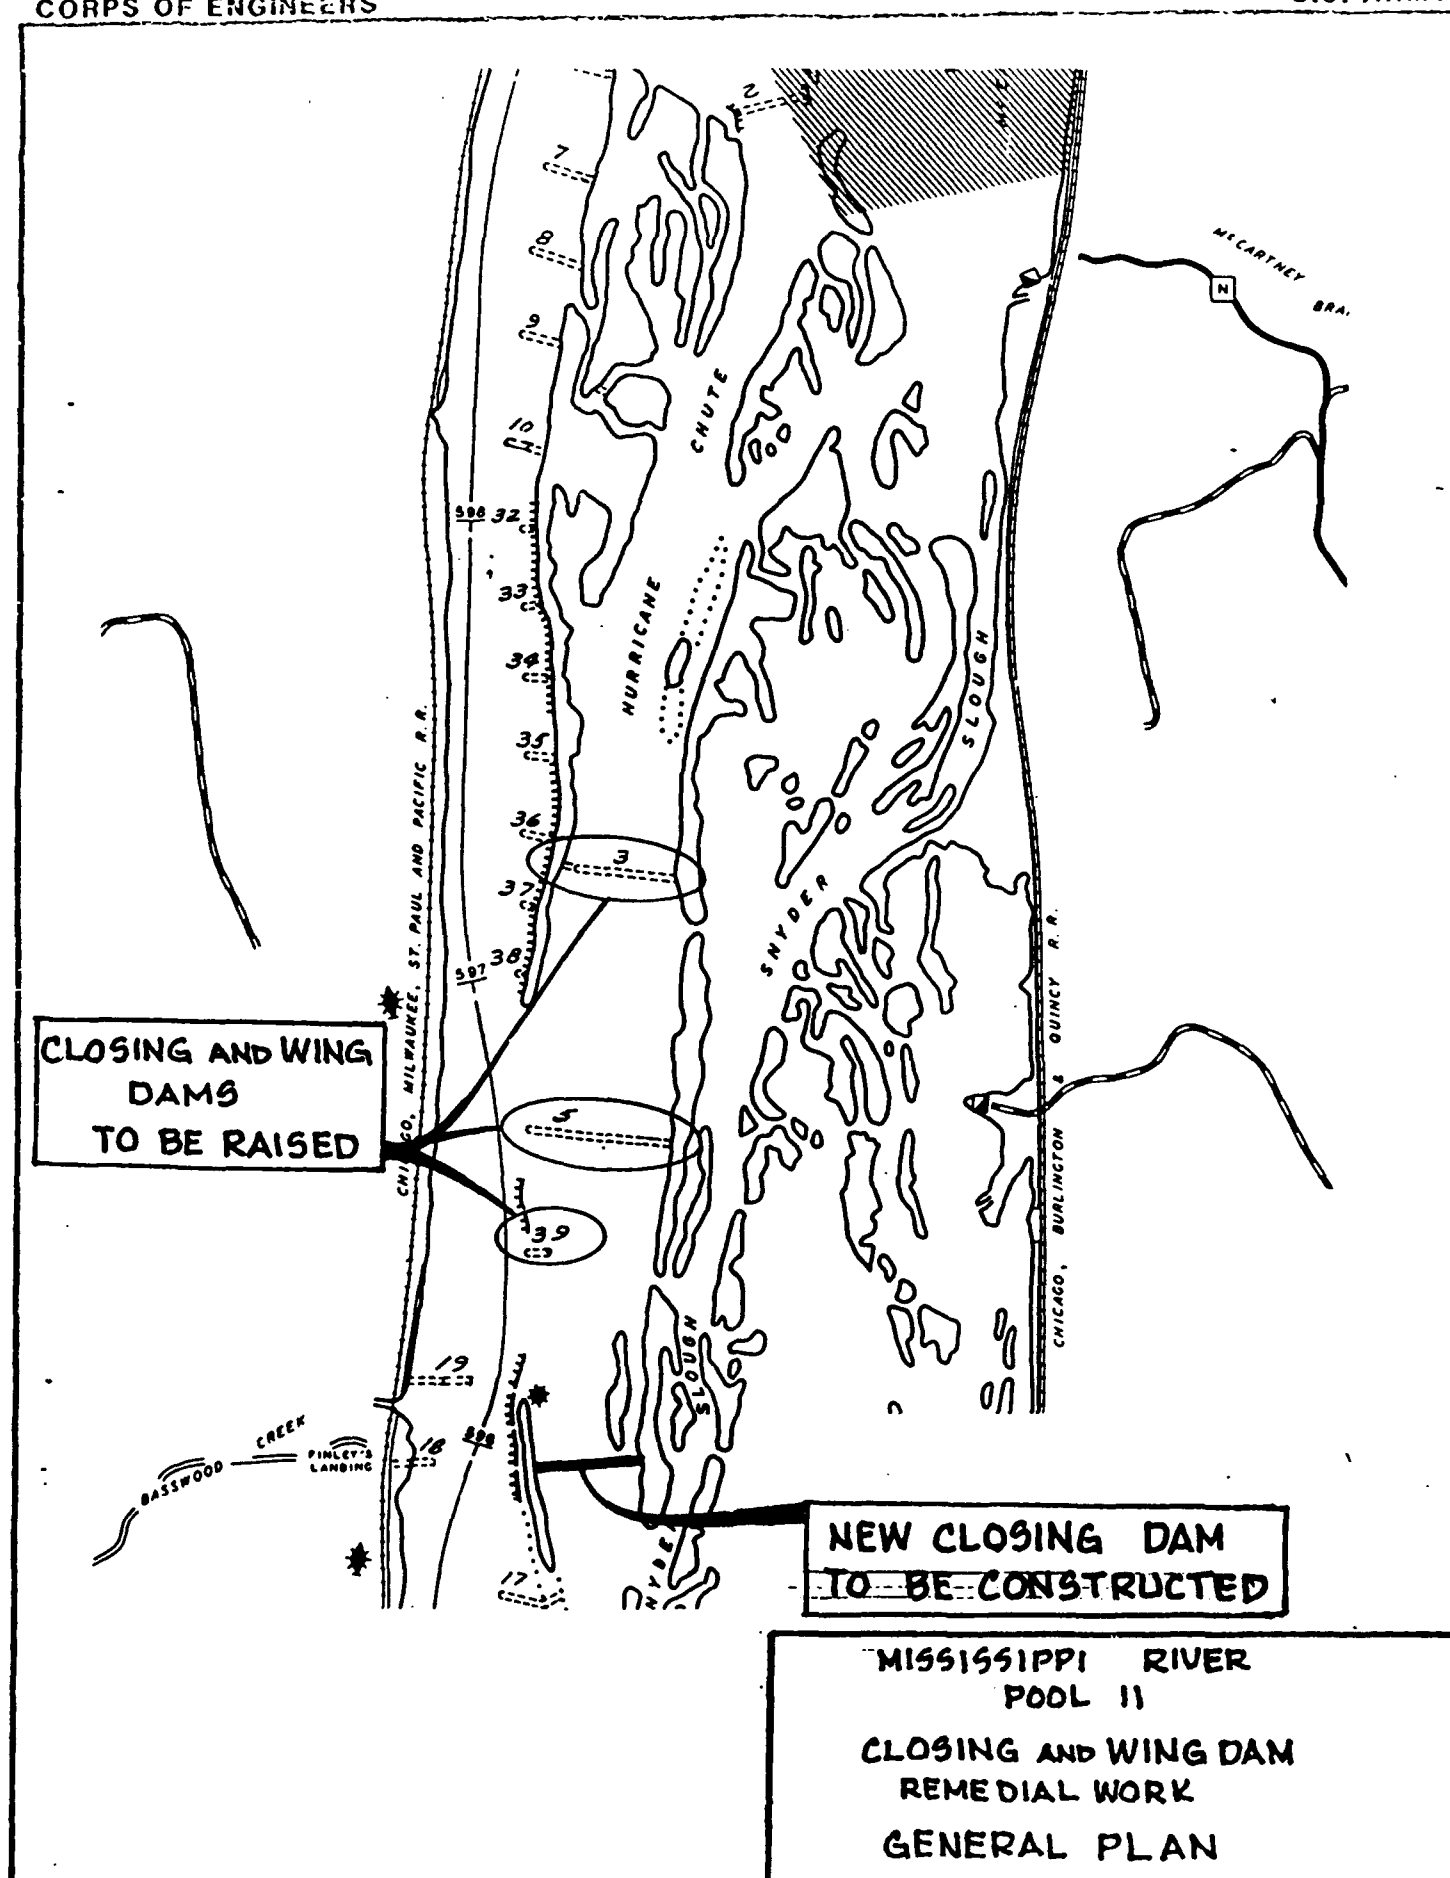 CORPS OF ENGINEERS
2
7
8
9
10
McCARTNEY
N
CHUTE
598 32
33
HURRICANE
34
SLOUGH
35
36
3
37
SNYDER
597 38
CHICAGO, MILWAUKEE, ST. PAUL AND PACIFIC R.R.
CHICAGO, BURLINGTON & QUINCY R.R.
CLOSING AND WING
DAMS
TO BE RAISED
5
39
SLOUGH
19
596
18
BASSWOOD CREEK
FINLEY'S
LANDING
17
NEW CLOSING DAM
TO BE CONSTRUCTED
MISSISSIPPI RIVER
POOL 11
CLOSING AND WING DAM
REMEDIAL WORK
GENERAL PLAN